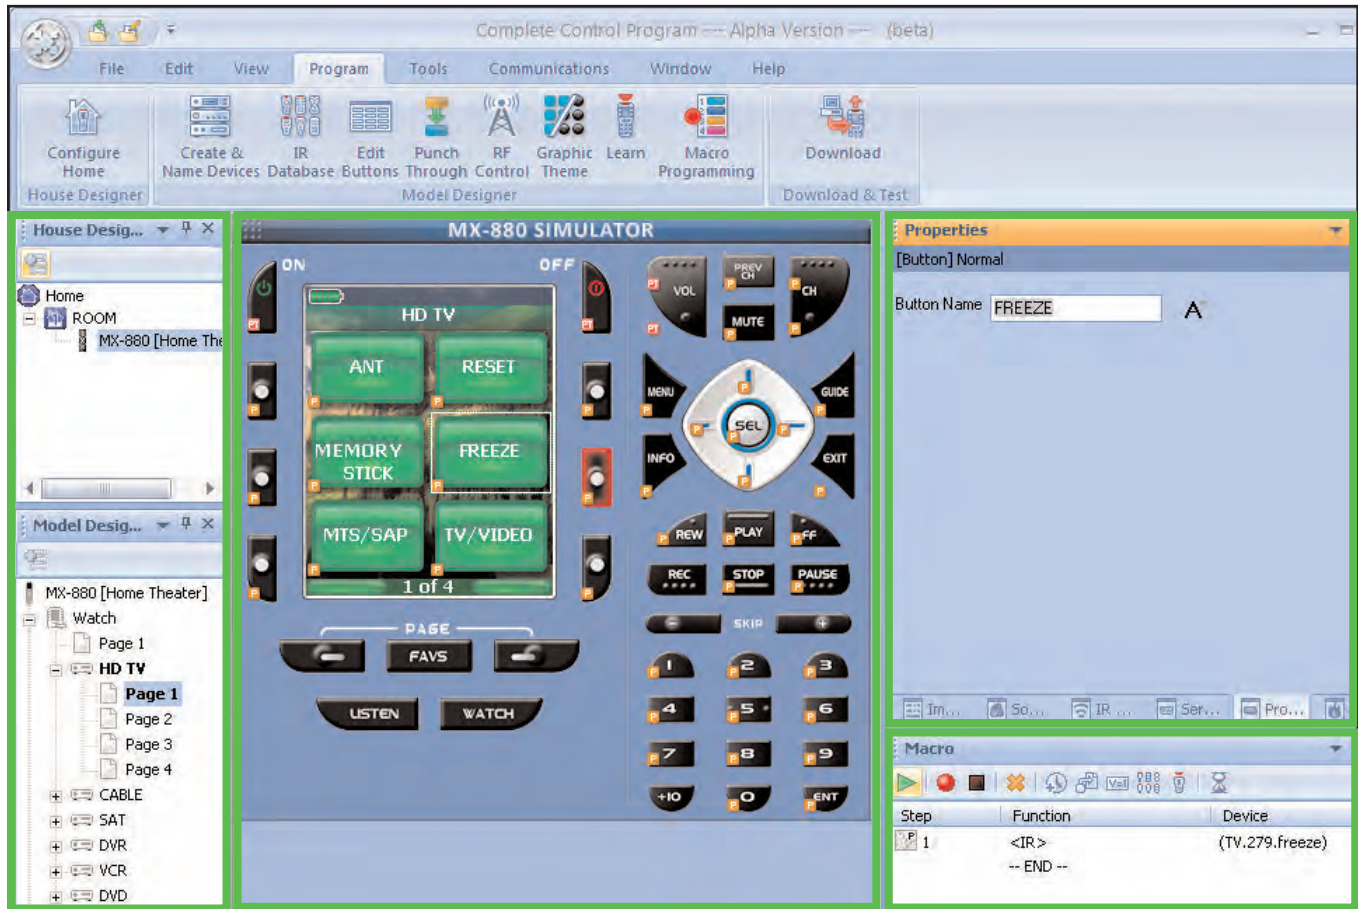 Complete Control Program --- Alpha Version --- (beta)
File Edit View Program Tools Communications Window Help
Configure Home
Create & Name Devices
IR Database
Edit Buttons
Punch Through
RF Control
Graphic Theme
Learn
Macro Programming
Download
House Designer
Model Designer
Download & Test
House Desig...
Home
ROOM
MX-880 [Home The
Model Desig...
MX-880 [Home Theater]
Watch
Page 1
HD TV
Page 1
Page 2
Page 3
Page 4
CABLE
SAT
DVR
VCR
DVD
MX-880 SIMULATOR
ON OFF
HD TV
ANT RESET
MEMORY STICK
FREEZE
MTS/SAP TV/VIDEO
1 of 4
PAGE
FAVS
LISTEN WATCH
VOL
PREV CH
CH
MUTE
MENU GUIDE
SEL
INFO EXIT
REW PLAY FF
REC STOP PAUSE
- SKIP +
1 2 3
4 5 6
7 8 9
+10 0 ENT
Properties
[Button] Normal
Button Name FREEZE A
Im... So... IR ... Ser... Pro...
Macro
Step Function Device
1 <IR> (TV.279.freeze)
-- END --